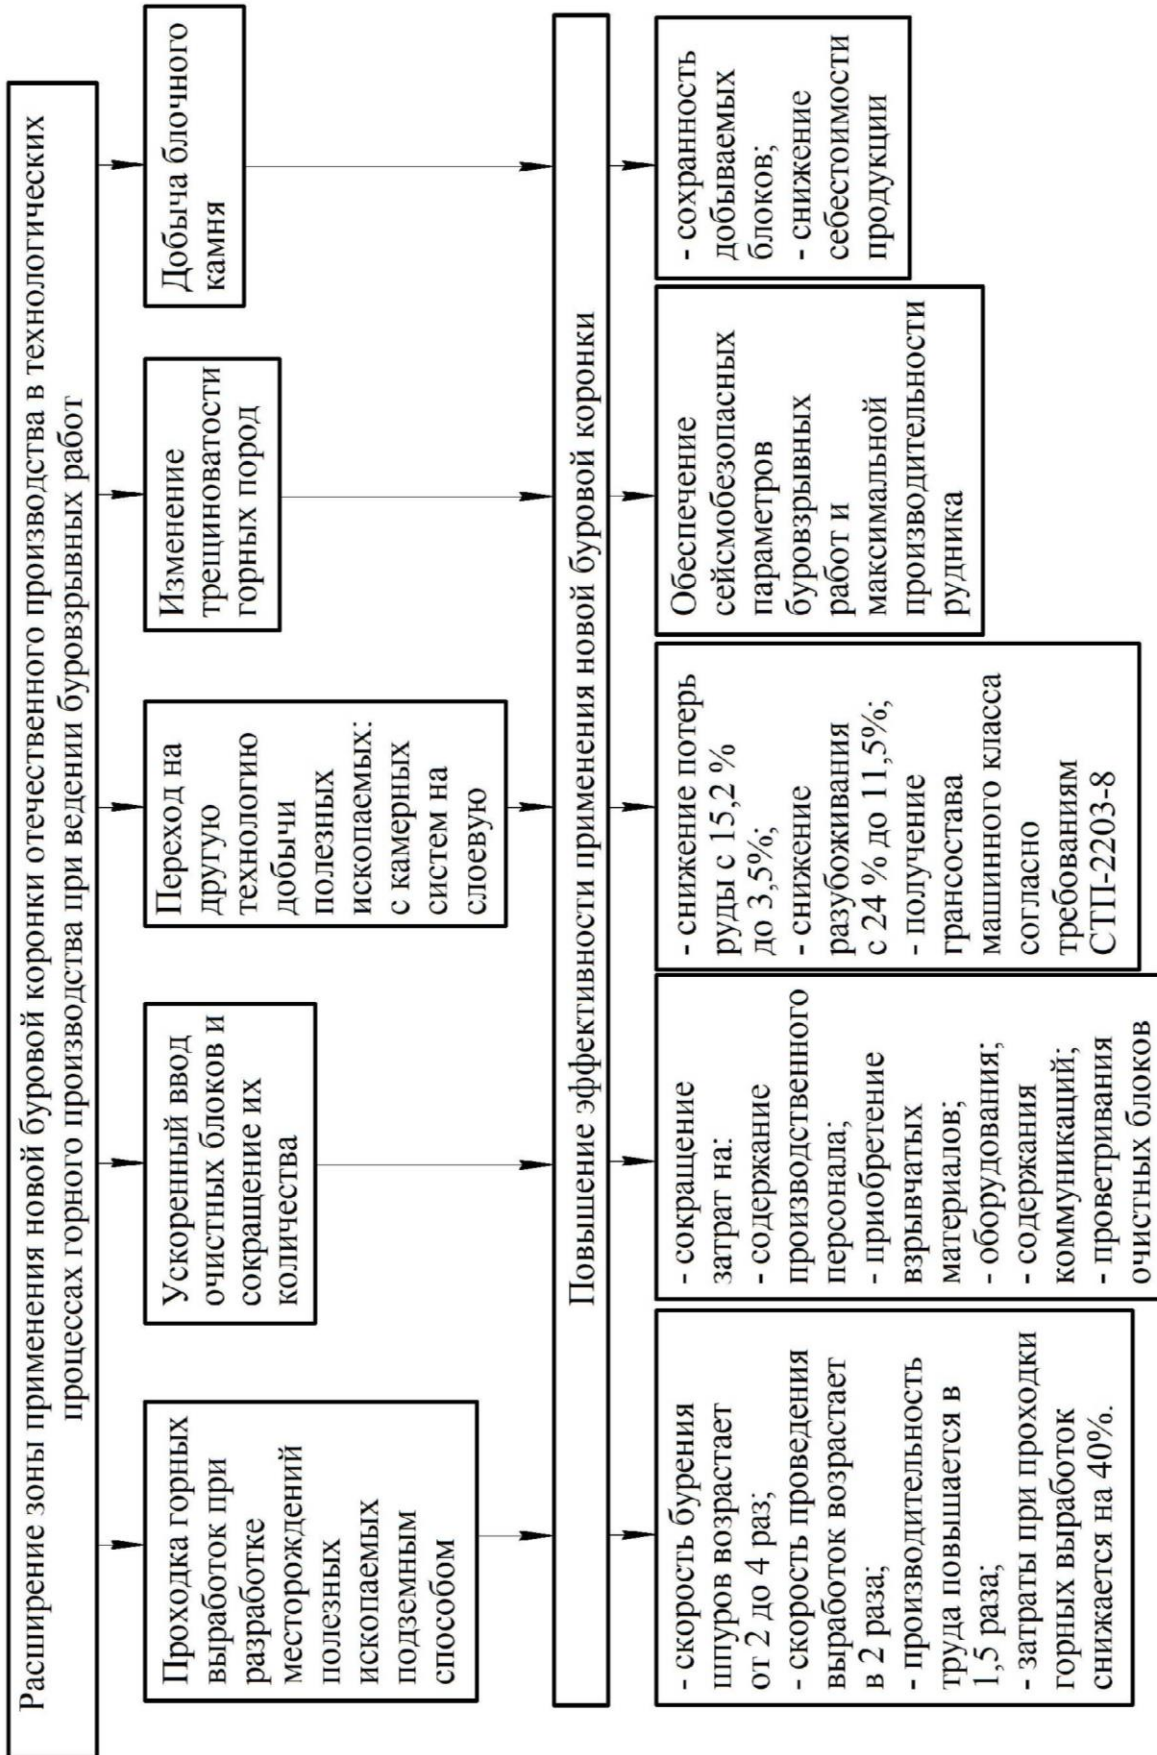 Расширение зоны применения новой буровой коронки отечественного производства в технологических
процессах горного производства при ведении буровзрывных работ
Проходка горных
выработок при
разработке
месторождений
полезных
ископаемых
подземным
способом
Ускоренный ввод
очистных блоков и
сокращение их
количества
Переход на
другую
технологию
добычи
полезных
ископаемых:
с камерных
систем на
слоевую
Изменение
трещиноватости
горных пород
Добыча блочного
камня
Повышение эффективности применения новой буровой коронки
- скорость бурения
шпуров возрастает
от 2 до 4 раз;
- скорость проведения
выработок возрастает
в 2 раза;
- производительность
труда повышается в
1,5 раза;
- затраты при проходки
горных выработок
снижается на 40%.
- сокращение
затрат на:
- содержание
производственного
персонала;
- приобретение
взрывчатых
материалов;
- оборудования;
- содержания
коммуникаций;
- проветривания
очистных блоков
- снижение потерь
руды с 15,2 %
до 3,5%;
- снижение
разубоживания
с 24 % до 11,5%;
- получение
грансостава
машинного класса
согласно
требованиям
СТП-2203-8
Обеспечение
сейсмобезопасных
параметров
буровзрывных
работ и
максимальной
производительности
рудника
- сохранность
добываемых
блоков;
- снижение
себестоимости
продукции